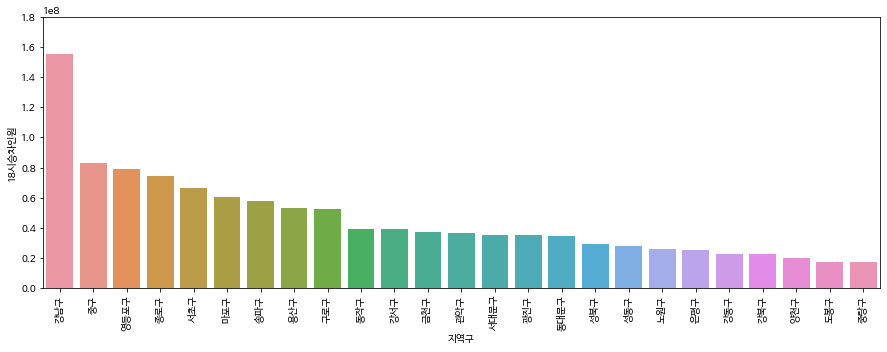 1e8
1.8
1.6
1.4
1.2
1.0
0.8
0.6
0.4
0.2
0.0
18시승차인원
강남구
중구
영등포구
종로구
서초구
마포구
송파구
용산구
구로구
동작구
강서구
금천구
관악구
서대문구
광진구
동대문구
성북구
성동구
노원구
은평구
강동구
강북구
양천구
도봉구
중랑구
지역구